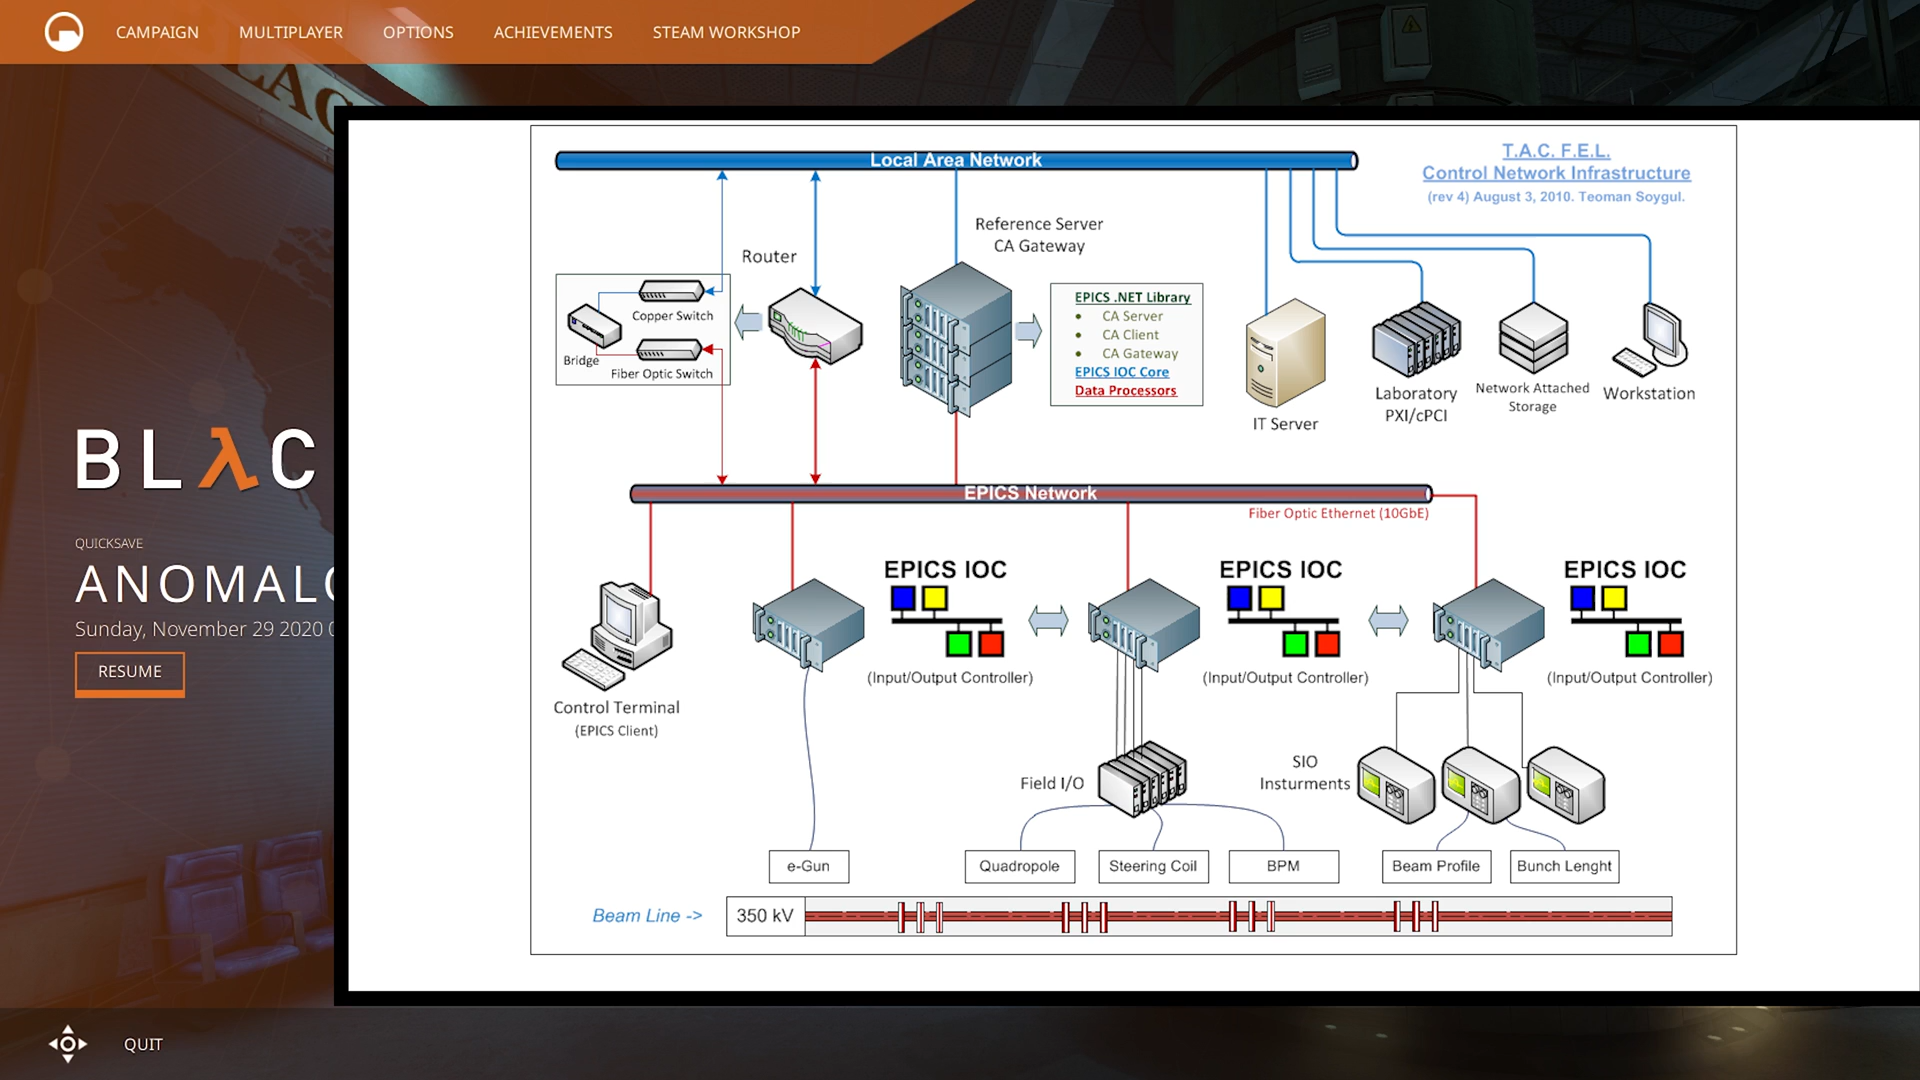 CAMPAIGN
MULTIPLAYER
OPTIONS
ACHIEVEMENTS
STEAM WORKSHOP
LAC
BLλC
QUICKSAVE
ANOMAL
Sunday, November 29 2020
RESUME
QUIT
Local Area Network
T.A.C. F.E.L.
Control Network Infrastructure
(rev 4) August 3, 2010. Teoman Soygul.
Reference Server
CA Gateway
Router
Copper Switch
Bridge
Fiber Optic Switch
EPICS .NET Library
• CA Server
• CA Client
• CA Gateway
EPICS IOC Core
Data Processors
IT Server
Laboratory
PXI/cPCI
Network Attached
Storage
Workstation
EPICS Network
Fiber Optic Ethernet (10GbE)
EPICS IOC
EPICS IOC
EPICS IOC
(Input/Output Controller)
(Input/Output Controller)
(Input/Output Controller)
Control Terminal
(EPICS Client)
Field I/O
SIO
Insturments
e-Gun
Quadropole
Steering Coil
BPM
Beam Profile
Bunch Lenght
Beam Line ->
350 kV